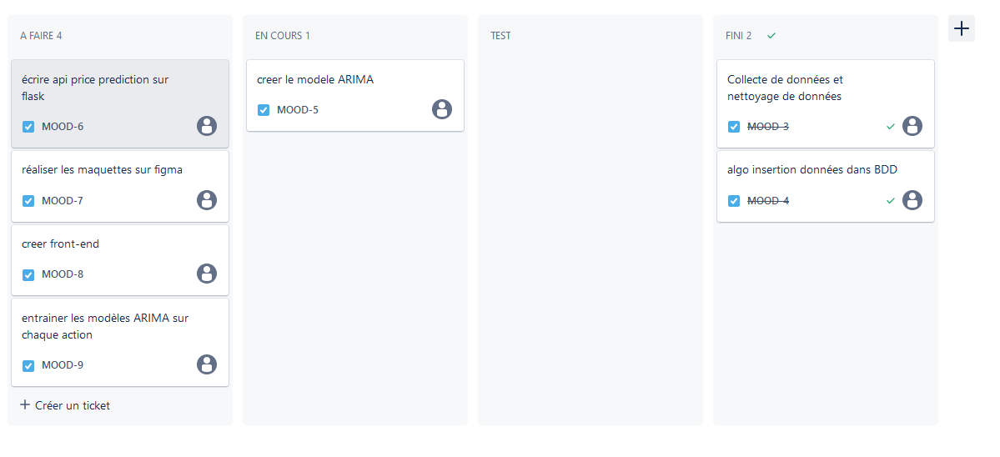 A FAIRE 4
écrire api price prediction sur
flask
MOOD-6
réaliser les maquettes sur figma
MOOD-7
creer front-end
MOOD-8
entrainer les modèles ARIMA sur
chaque action
MOOD-9
Créer un ticket
EN COURS 1
creer le modele ARIMA
MOOD-5
TEST
FINI 2
Collecte de données et
nettoyage de données
MOOD-3
algo insertion données dans BDD
MOOD-4